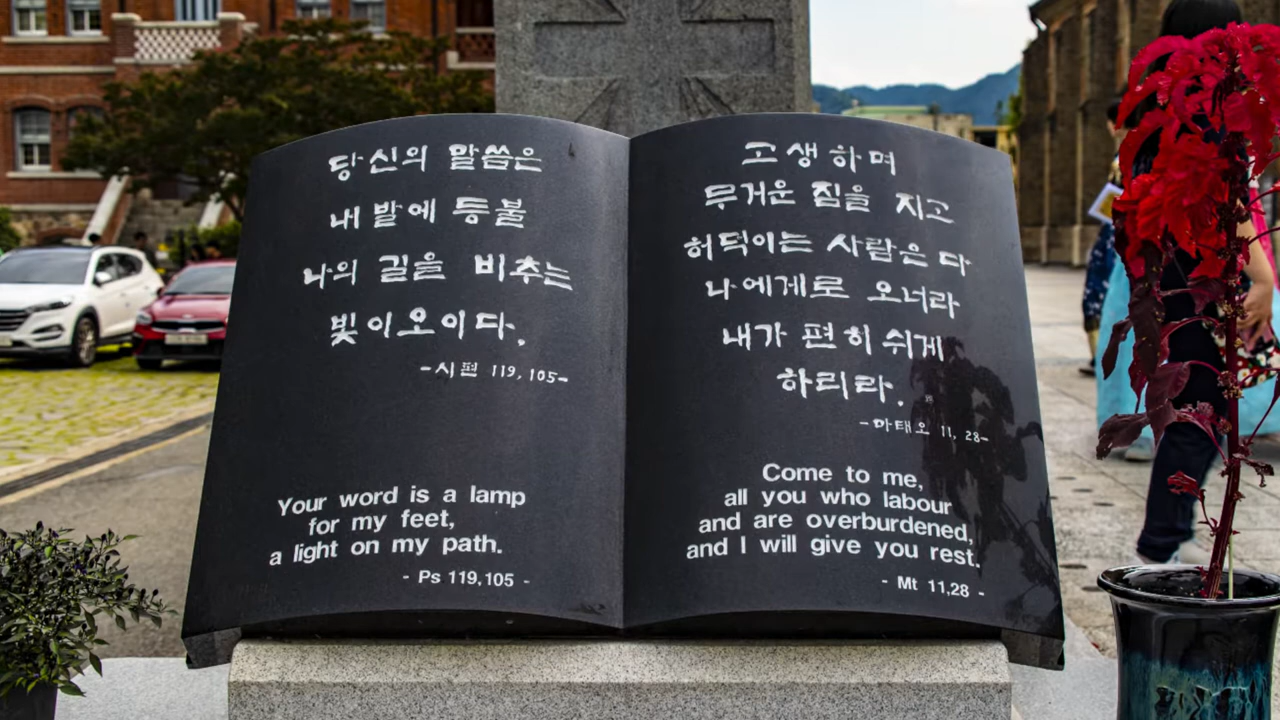 당신의 말씀은
내 발에 등불
나의 길을 비추는
빛이오이다.
-시편 119, 105-
Your word is a lamp
for my feet,
a light on my path.
- Ps 119,105 -
고생하며
무거운 짐을 지고
허덕이는 사람은 다
나에게로 오너라
내가 편히 쉬게
하리라.
-마태오 11, 28-
Come to me,
all you who labour
and are overburdened,
and I will give you rest.
- Mt 11,28 -